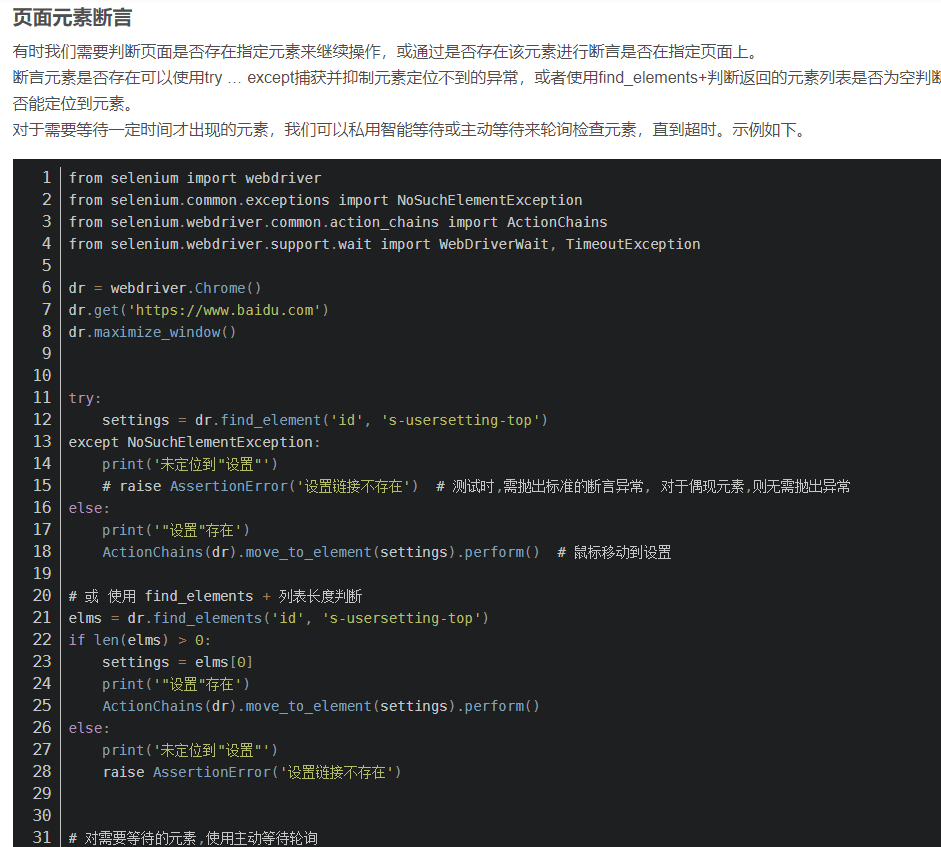 页面元素断言
有时我们需要判断页面是否存在指定元素来继续操作，或通过是否存在该元素进行断言是否在指定页面上。
断言元素是否存在可以使用try … except捕获并抑制元素定位不到的异常，或者使用find_elements+判断返回的元素列表是否为空判断
否能定位到元素。
对于需要等待一定时间才出现的元素，我们可以私用智能等待或主动等待来轮询检查元素，直到超时。示例如下。
1 from selenium import webdriver
2 from selenium.common.exceptions import NoSuchElementException
3 from selenium.webdriver.common.action_chains import ActionChains
4 from selenium.webdriver.support.wait import WebDriverWait, TimeoutException
5
6 dr = webdriver.Chrome()
7 dr.get('https://www.baidu.com')
8 dr.maximize_window()
9
10
11 try:
12     settings = dr.find_element('id', 's-usersetting-top')
13 except NoSuchElementException:
14     print('未定位到"设置"')
15     # raise AssertionError('设置链接不存在')  # 测试时,需抛出标准的断言异常, 对于偶现元素,则无需抛出异常
16 else:
17     print('"设置"存在')
18     ActionChains(dr).move_to_element(settings).perform()  # 鼠标移动到设置
19
20 # 或 使用 find_elements + 列表长度判断
21 elms = dr.find_elements('id', 's-usersetting-top')
22 if len(elms) > 0:
23     settings = elms[0]
24     print('"设置"存在')
25     ActionChains(dr).move_to_element(settings).perform()
26 else:
27     print('未定位到"设置"')
28     raise AssertionError('设置链接不存在')
29
30
31 # 对需要等待的元素,使用主动等待轮询